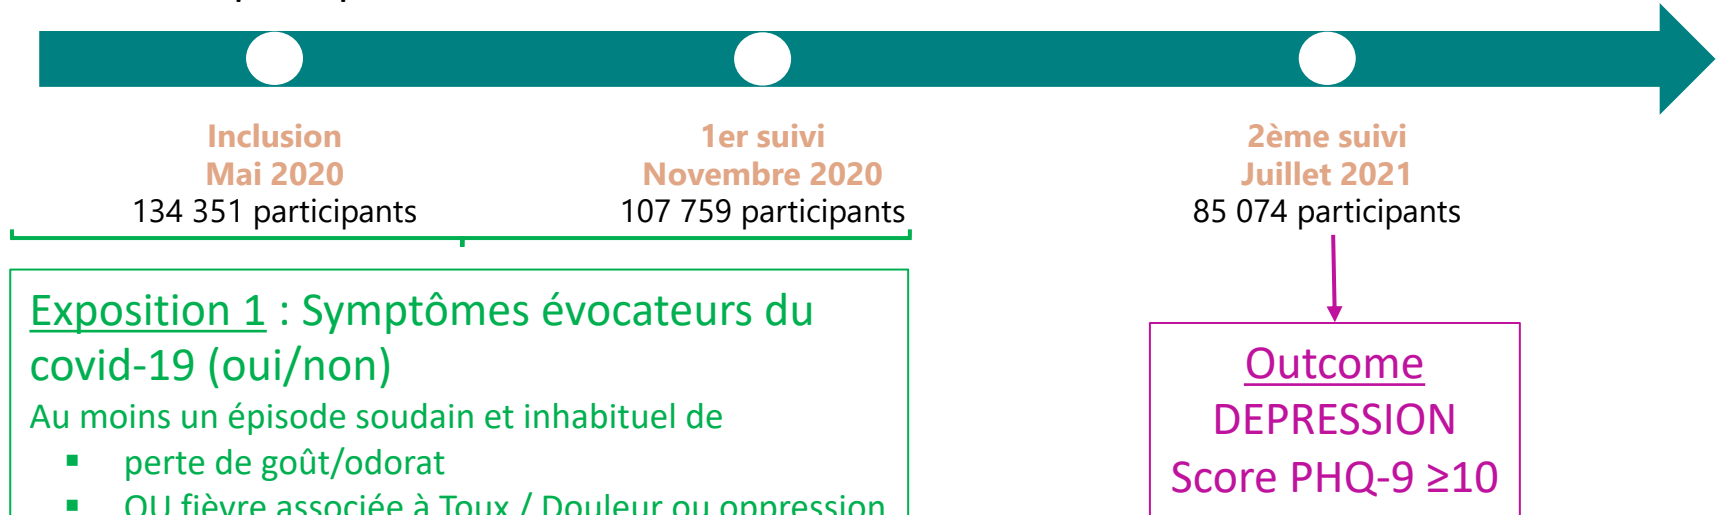 Inclusion
Mai 2020
134 351 participants
1er suivi
Novembre 2020
107 759 participants
2ème suivi
Juillet 2021
85 074 participants
Exposition 1 : Symptômes évocateurs du
covid-19 (oui/non)
Au moins un épisode soudain et inhabituel de
▪ perte de goût/odorat
▪ OU fièvre associée à Toux / Douleur ou oppression
Outcome
DEPRESSION
Score PHQ-9 ≥10